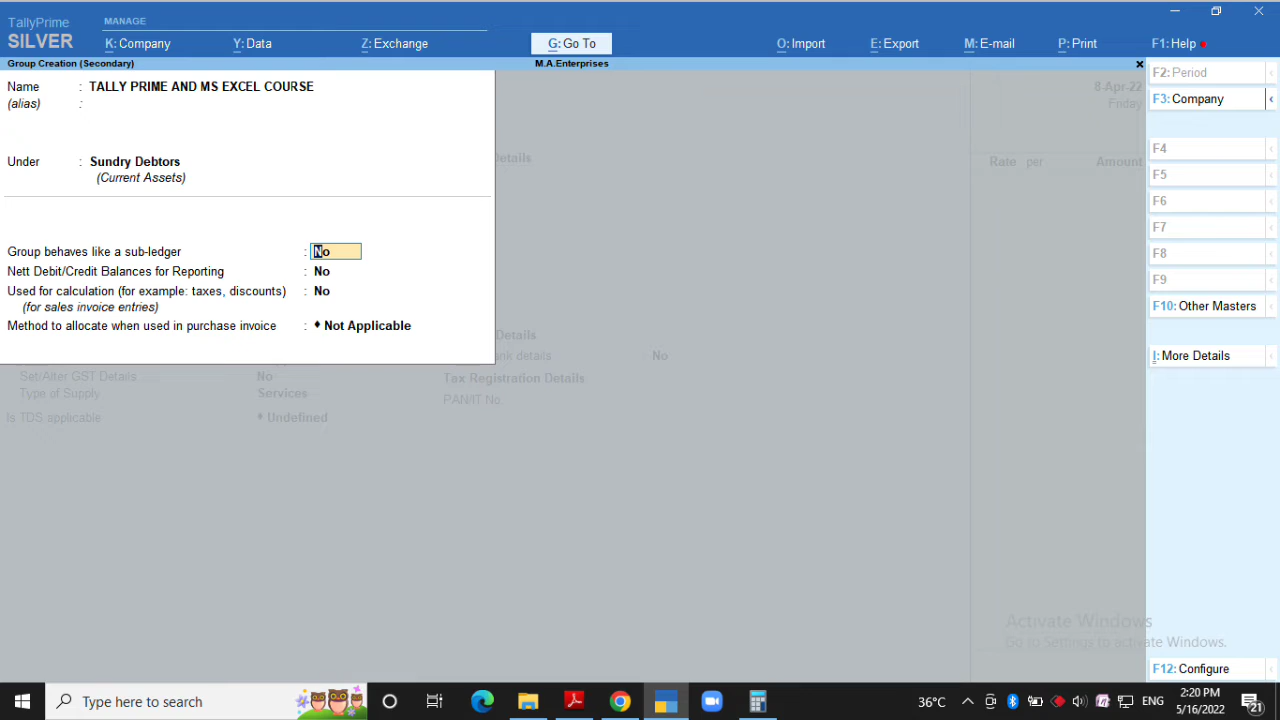 TallyPrime
MANAGE
SILVER
K: Company
Y: Data
Z: Exchange
G: Go To
O: Import
E: Export
M: E-mail
P: Print
F1: Help
Group Creation (Secondary)
M.A.Enterprises
×
F2: Period
Name : TALLY PRIME AND MS EXCEL COURSE
8-Apr-22
(alias) :
Friday
F3: Company
F4
Under : Sundry Debtors
etails
Rate per
Amount
(Current Assets)
F5
F6
F7
Group behaves like a sub-ledger : No
F8
Nett Debit/Credit Balances for Reporting : No
F9
Used for calculation (for example: taxes, discounts) : No
(for sales invoice entries)
F10: Other Masters
Method to allocate when used in purchase invoice : ♦ Not Applicable
Details
ank details : No
I: More Details
Set/Alter GST Details : No
Tax Registration Details
Type of Supply : Services
PAN/IT No :
Is TDS applicable : ♦ Undefined
Activate Windows
Go to Settings to activate Windows.
F12: Configure
Type here to search
36°C
ENG
2:20 PM
5/16/2022
21